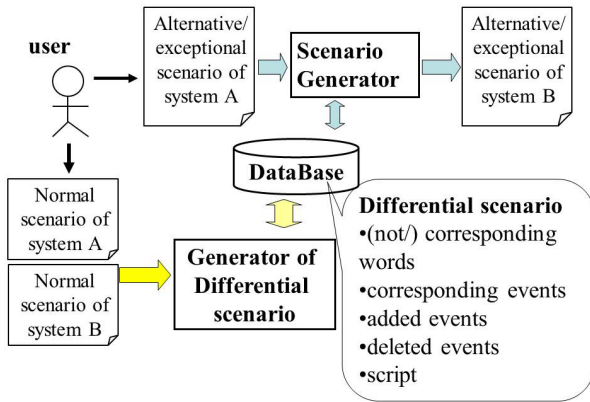 user
Alternative/
exceptional
scenario of
system A
Scenario
Generator
Alternative/
exceptional
scenario of
system B
DataBase
Normal
scenario of
system A
Normal
scenario of
system B
Generator of
Differential
scenario
Differential scenario
•(not/) corresponding
words
•corresponding events
•added events
•deleted events
•script